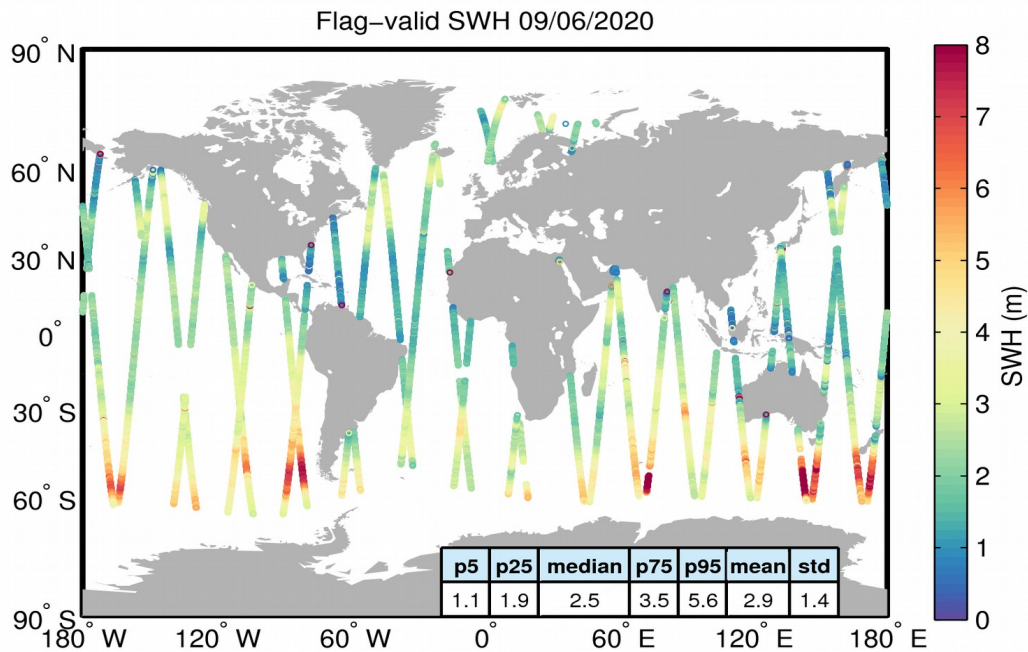 Flag−valid SWH 09/06/2020
90° N
60° N
30° N
0°
30° S
60° S
90° S
180° W
120° W
60° W
0°
60° E
120° E
180° E
p5 p25 median p75 p95 mean std
1.1 1.9 2.5 3.5 5.6 2.9 1.4
8
7
6
5
4
3
2
1
0
SWH (m)